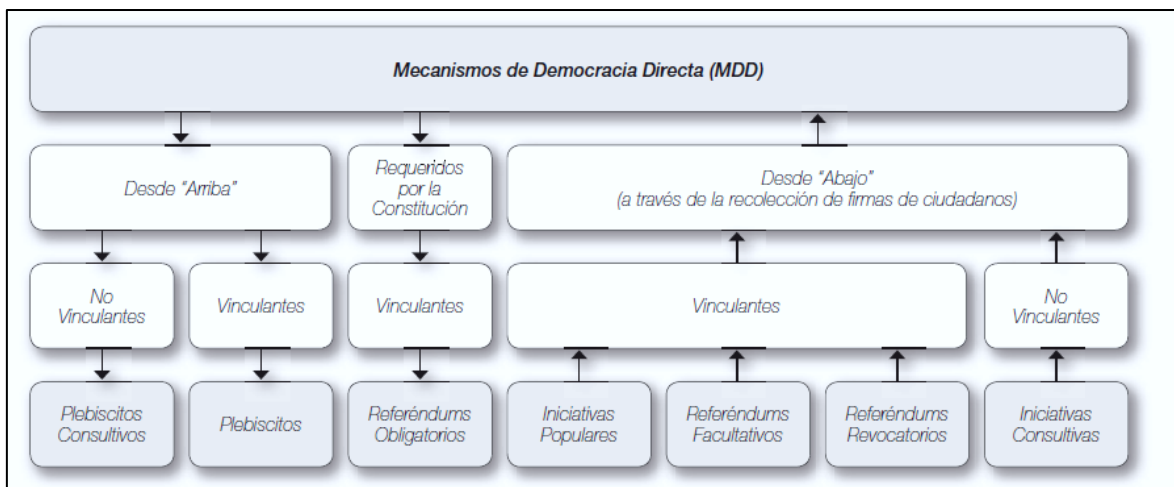 Mecanismos de Democracia Directa (MDD)
Desde “Arriba”
Requeridos
por la
Constitución
Desde “Abajo”
(a través de la recolección de firmas de ciudadanos)
No
Vinculantes
Vinculantes
Vinculantes
Vinculantes
No
Vinculantes
Plebiscitos
Consultivos
Plebiscitos
Referéndums
Obligatorios
Iniciativas
Populares
Referéndums
Facultativos
Referéndums
Revocatorios
Iniciativas
Consultivas